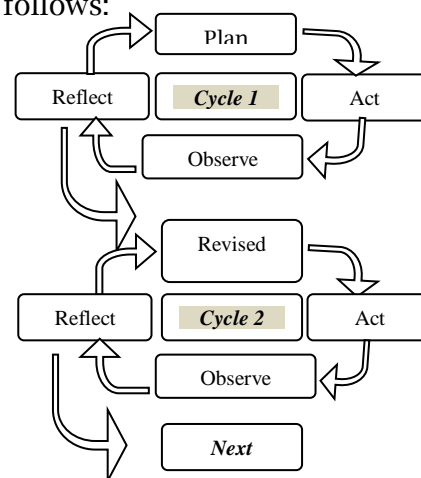 follows:
Plan
Reflect
Cycle 1
Act
Observe
Revised
Reflect
Cycle 2
Act
Observe
Next